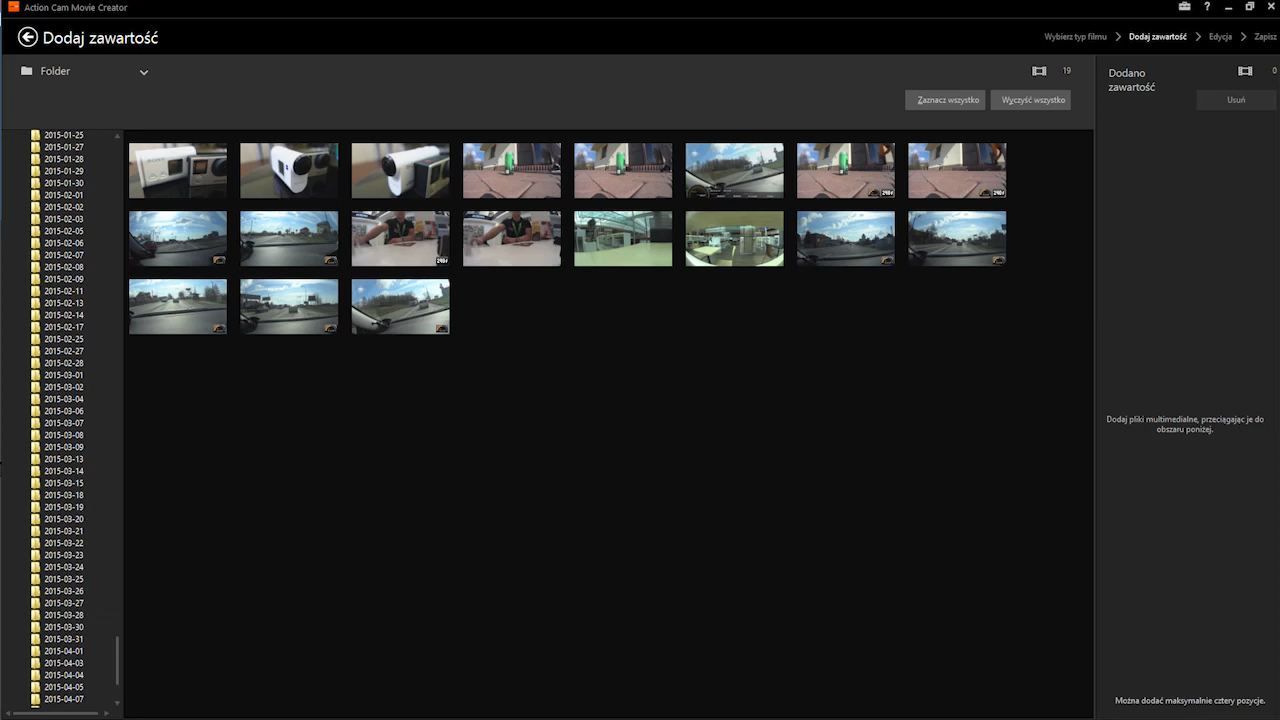 Action Cam Movie Creator
?
Dodaj zawartość
Wybierz typ filmu
Dodaj zawartość
Edycja
Zapisz
Folder
19
Zaznacz wszystko
Wyczyść wszystko
Dodano
zawartość
0
Usuń
2015-01-25
2015-01-27
2015-01-28
2015-01-29
2015-01-30
2015-02-01
2015-02-02
2015-02-03
2015-02-05
2015-02-06
2015-02-07
2015-02-08
2015-02-09
2015-02-11
2015-02-13
2015-02-14
2015-02-17
2015-02-25
2015-02-27
2015-02-28
2015-03-01
2015-03-02
2015-03-04
2015-03-06
2015-03-07
2015-03-08
2015-03-09
2015-03-13
2015-03-14
2015-03-15
2015-03-18
2015-03-19
2015-03-20
2015-03-21
2015-03-22
2015-03-23
2015-03-24
2015-03-25
2015-03-26
2015-03-27
2015-03-28
2015-03-30
2015-03-31
2015-04-01
2015-04-03
2015-04-04
2015-04-05
2015-04-07
SONY
240f
240f
240f
Dodaj pliki multimedialne, przeciągając je do
obszaru poniżej.
Można dodać maksymalnie cztery pozycje.